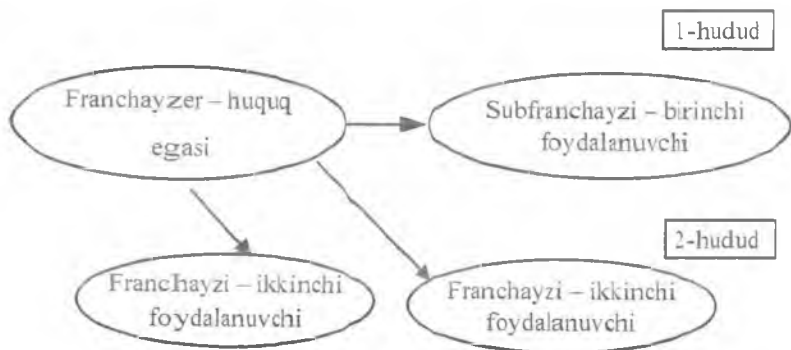 1-hudud
Franchayzer – huquq
egasi
Subfranchayzi – birinchi
foydalanuvchi
2-hudud
Franchayzi – ikkinchi
foydalanuvchi
Franchayzi – ikkinchi
foydalanuvchi